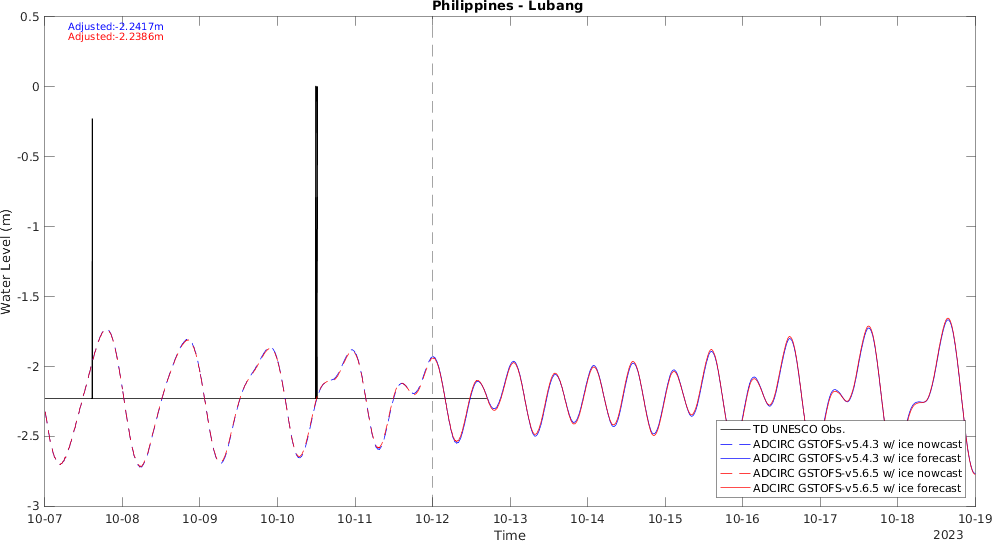 Philippines - Lubang
Adjusted:-2.2417m
Adjusted:-2.2386m
0.5
0
-0.5
-1
-1.5
-2
-2.5
-3
Water Level (m)
TD UNESCO Obs.
ADCIRC GSTOFS-v5.4.3 w/ ice nowcast
ADCIRC GSTOFS-v5.4.3 w/ ice forecast
ADCIRC GSTOFS-v5.6.5 w/ ice nowcast
ADCIRC GSTOFS-v5.6.5 w/ ice forecast
10-07 10-08 10-09 10-10 10-11 10-12 10-13 10-14 10-15 10-16 10-17 10-18 10-19
Time
2023